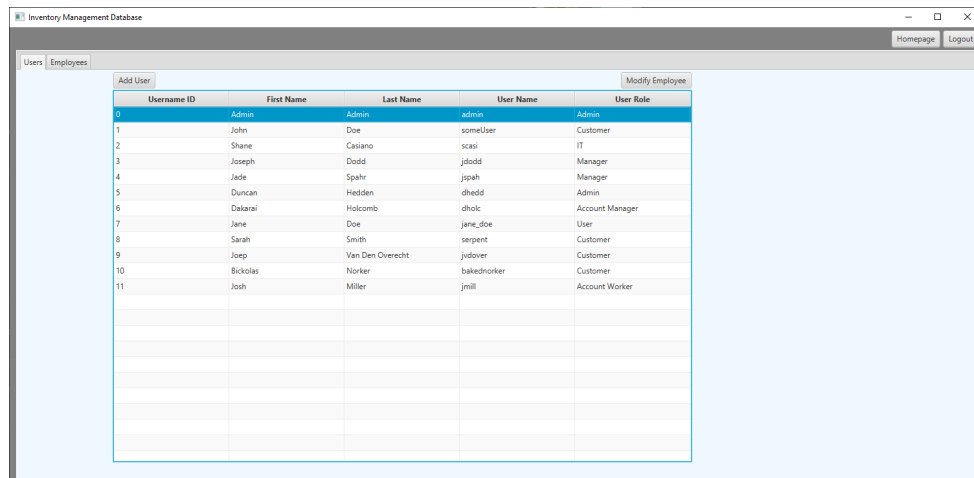 Inventory Management Database
Homepage Logout
Users Employees
Add User Modify Employee
Username ID First Name Last Name User Name User Role
0 Admin Admin admin Admin
1 John Doe someUser Customer
2 Shane Casiano scasi IT
3 Joseph Dodd jdodd Manager
4 Jade Spahr jspah Manager
5 Duncan Hedden dhedd Admin
6 Dakarai Holcomb dholc Account Manager
7 Jane Doe jane_doe User
8 Sarah Smith serpent Customer
9 Joep Van Den Overecht jvdover Customer
10 Bickolas Norker bakednorker Customer
11 Josh Miller jmill Account Worker